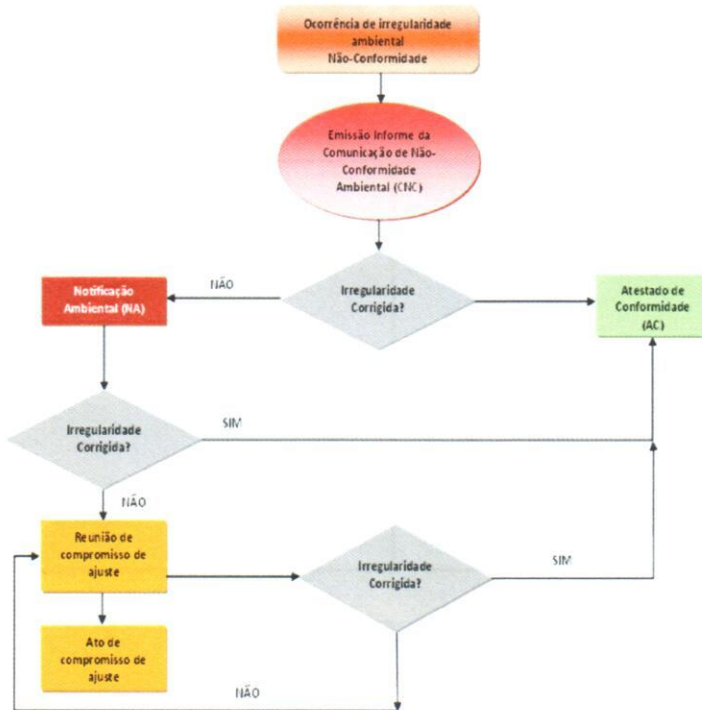 Ocorrência de irregularidade
ambiental
Não-Conformidade
Emissão Informe da
Comunicação de Não-
Conformidade
Ambiental (CNC)
NÃO
Notificação
Ambiental (NA)
Irregularidade
Corrigida?
Atestado de
Conformidade
(AC)
Irregularidade
Corrigida?
SIM
NÃO
Reunião de
compromisso de
ajuste
Irregularidade
Corrigida?
SIM
Ato de
compromisso de
ajuste
NÃO